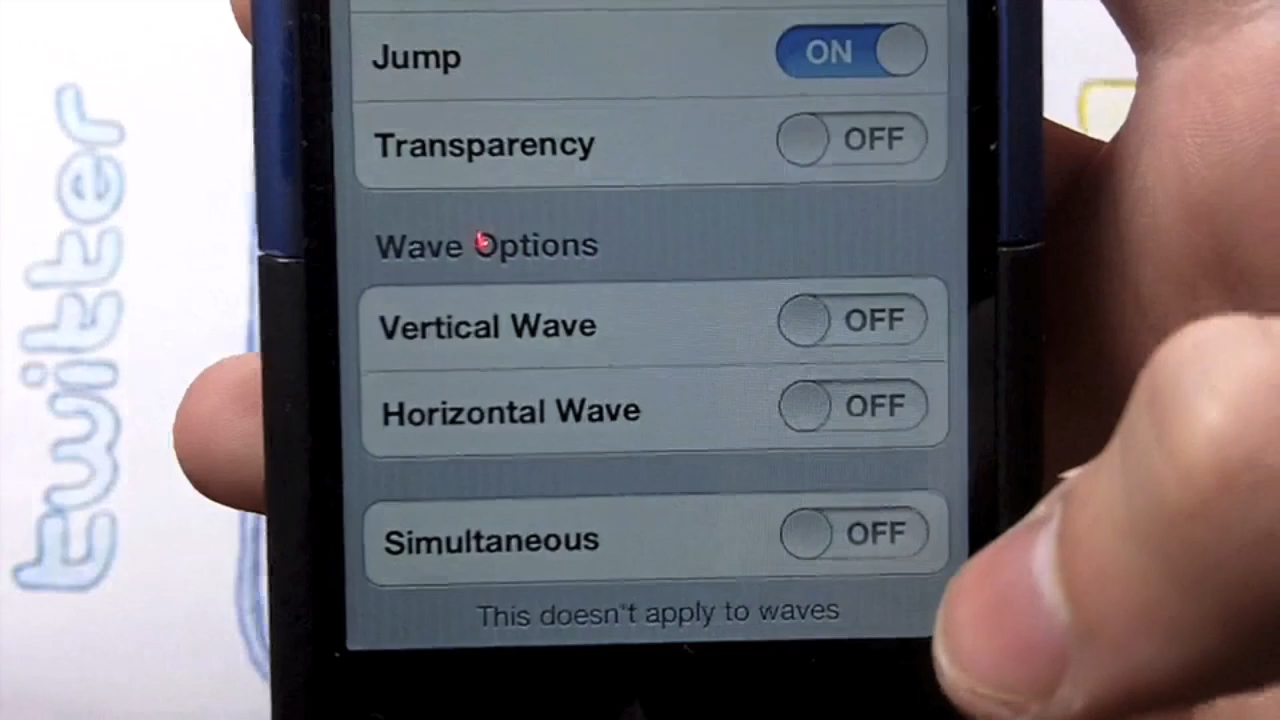 Jump ON
Transparency OFF
Wave Options
Vertical Wave OFF
Horizontal Wave OFF
Simultaneous OFF
This doesn't apply to waves
twitter